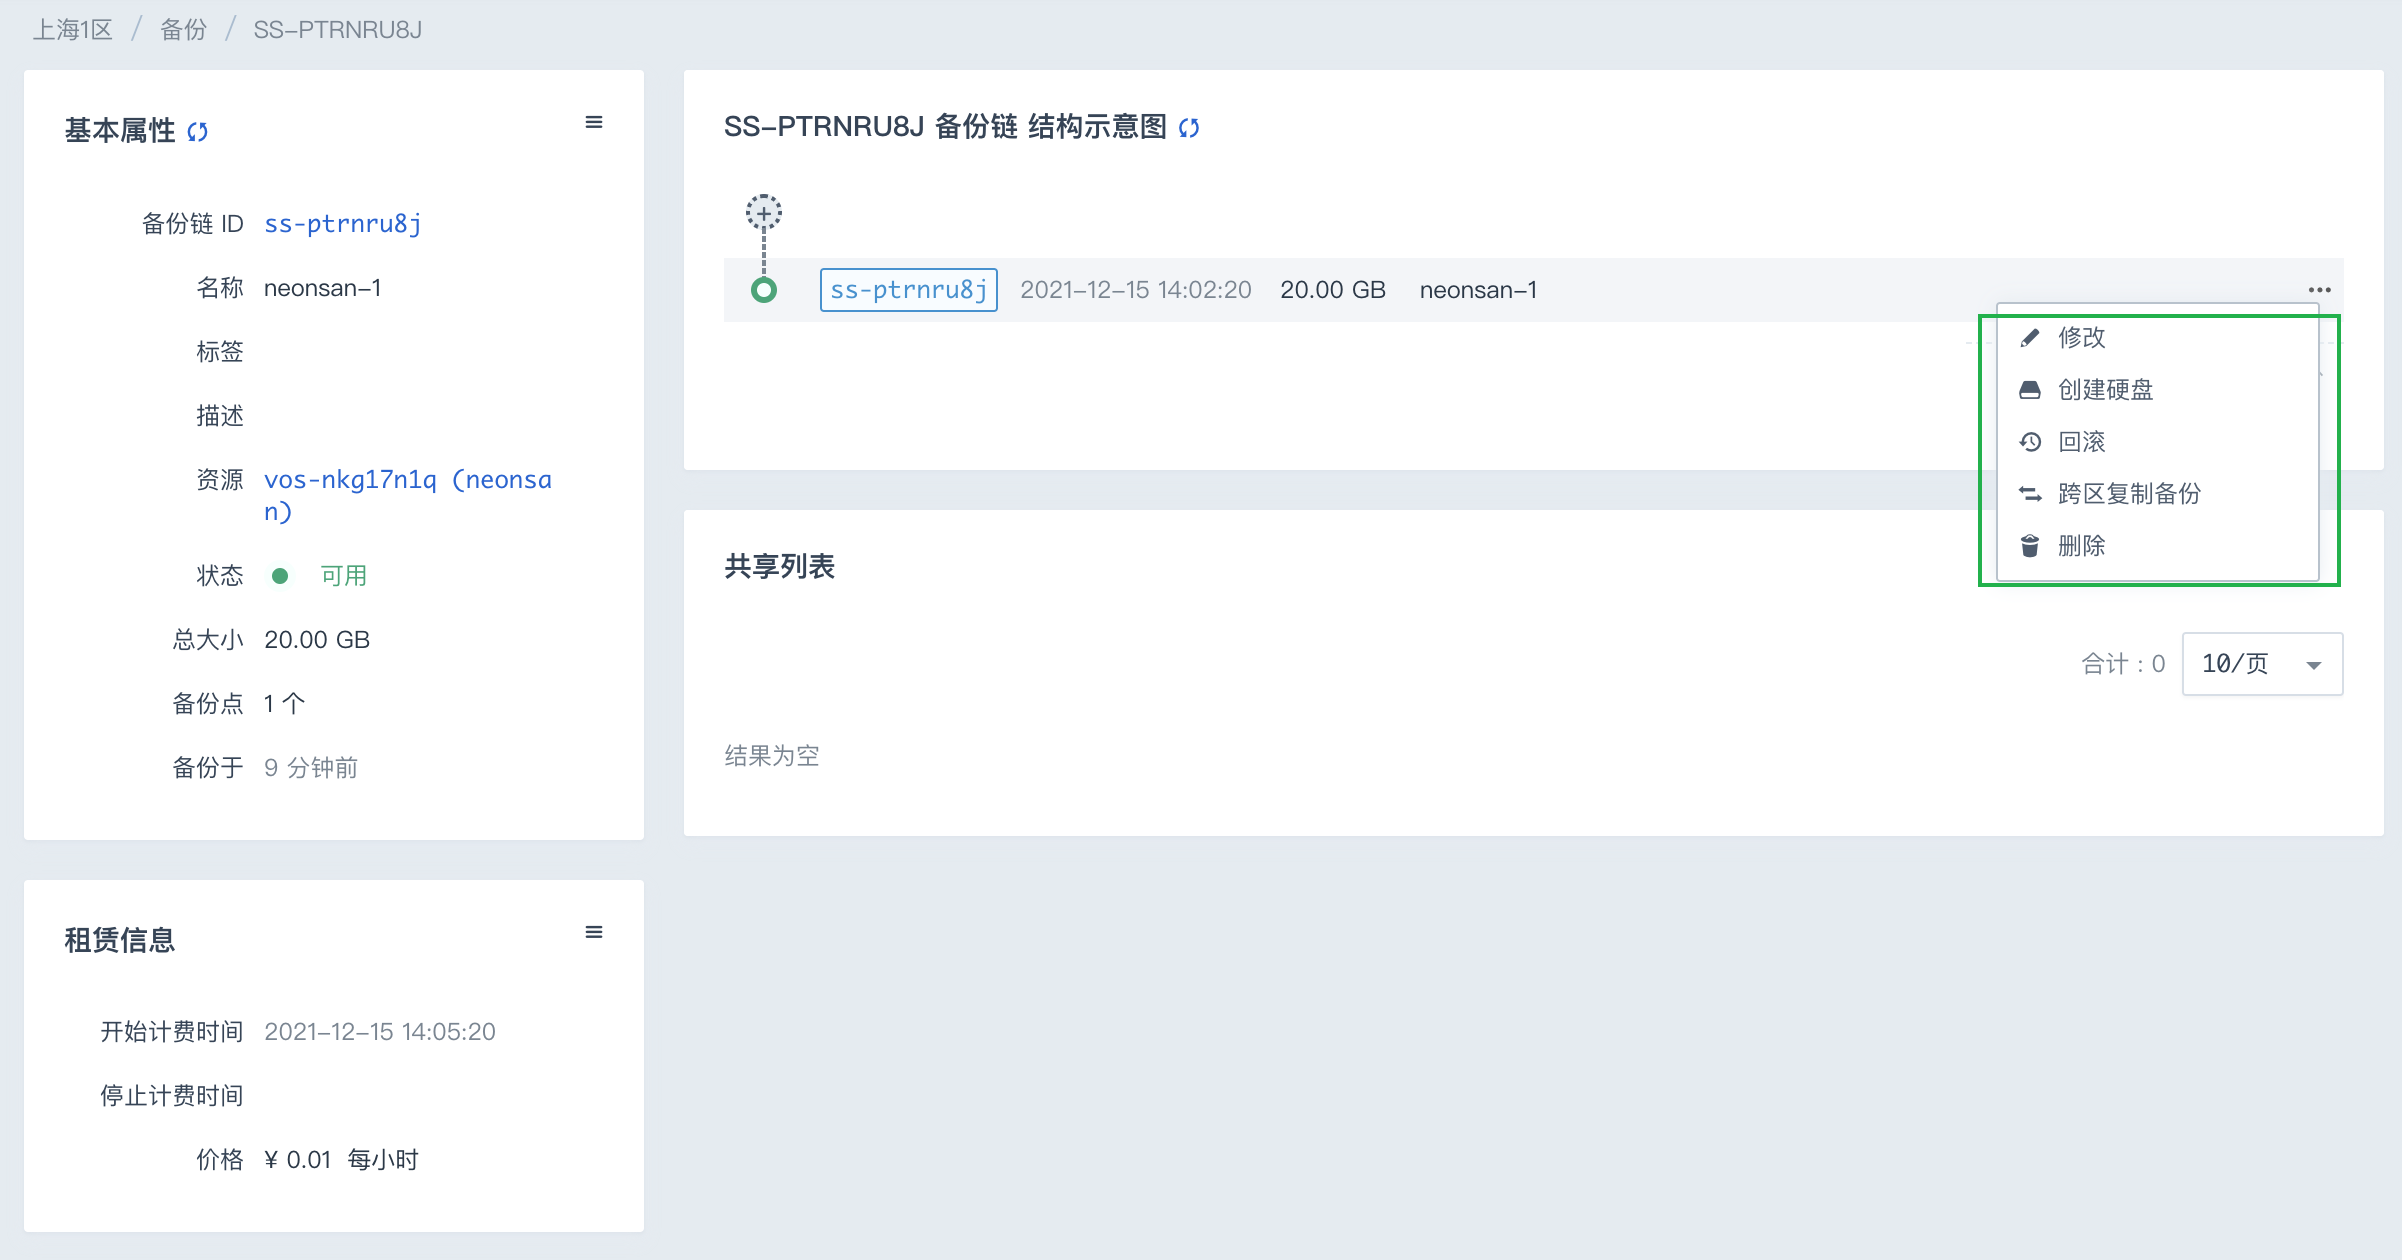 上海1区 / 备份 / SS-PTRNRU8J
基本属性
备份链 ID ss-ptrnru8j
名称 neonsan-1
标签
描述
资源 vos-nkg17n1q (neonsa
n)
状态 可用
总大小 20.00 GB
备份点 1 个
备份于 9 分钟前
租赁信息
开始计费时间 2021-12-15 14:05:20
停止计费时间
价格 ¥ 0.01 每小时
SS-PTRNRU8J 备份链 结构示意图
ss-ptrnru8j 2021-12-15 14:02:20 20.00 GB neonsan-1
修改
创建硬盘
回滚
跨区复制备份
删除
共享列表
合计：0 10/页
结果为空